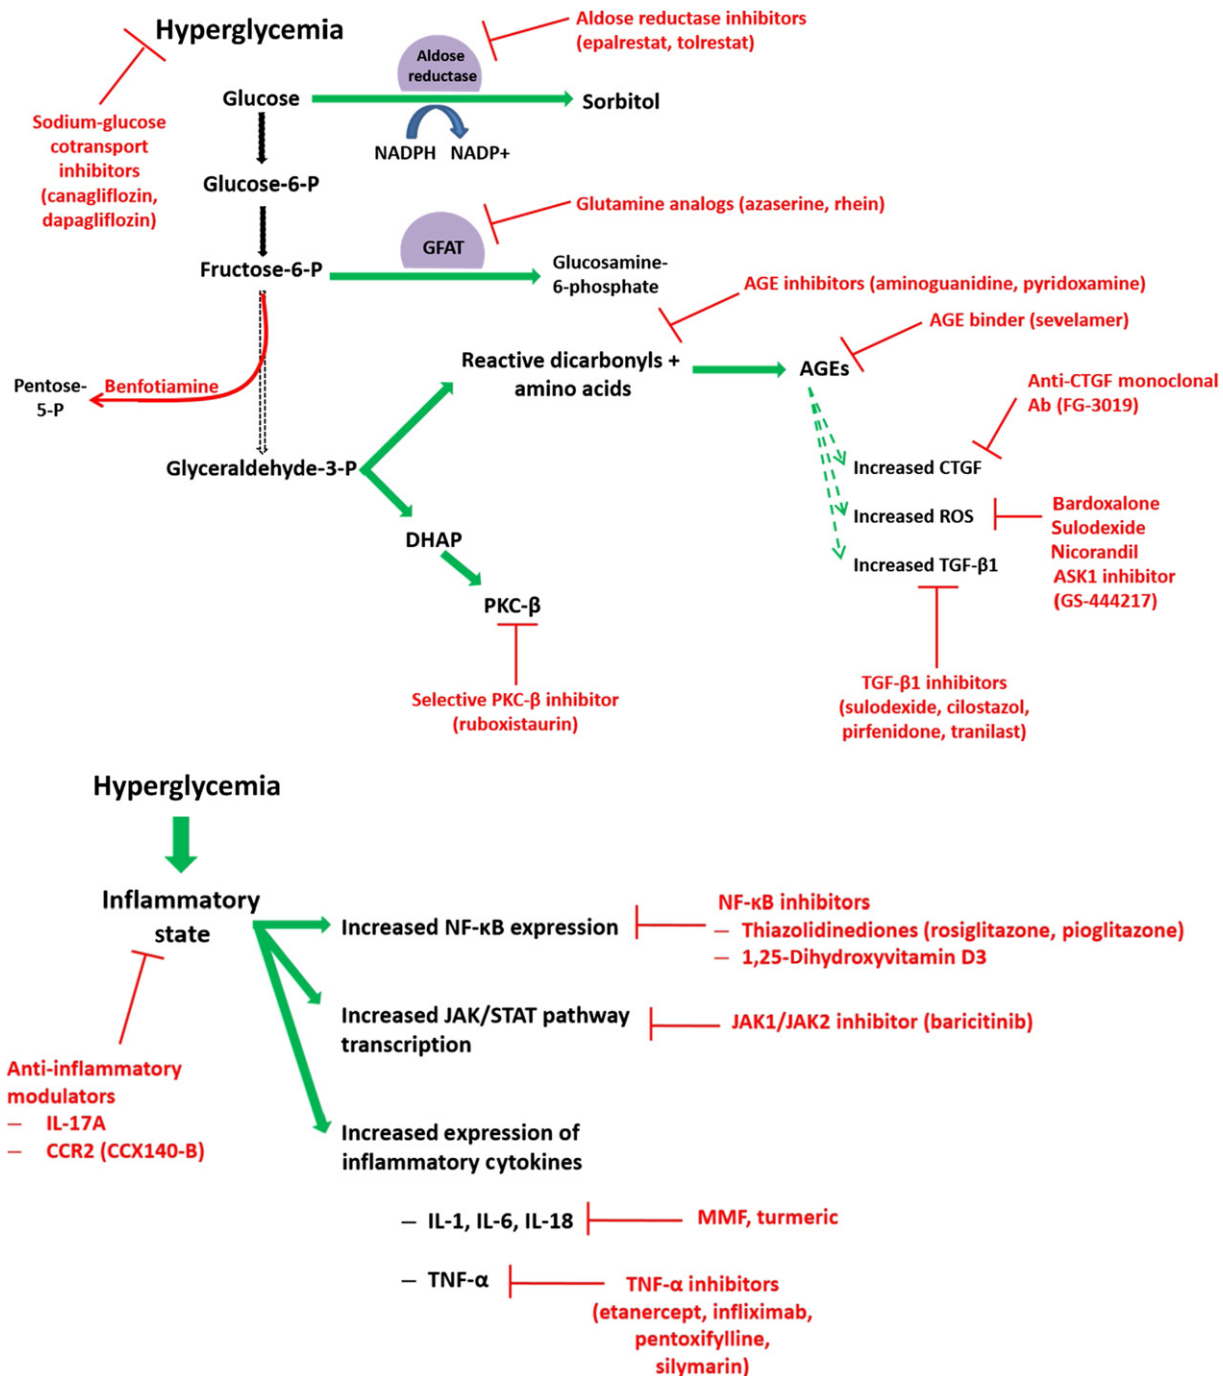 Hyperglycemia
Aldose reductase inhibitors
(epalrestat, tolrestat)
Aldose
reductase
Glucose
Sorbitol
NADPH NADP+
Sodium-glucose
cotransport
inhibitors
(canagliflozin,
dapagliflozin)
Glucose-6-P
Glutamine analogs (azaserine, rhein)
GFAT
Fructose-6-P
Glucosamine-
6-phosphate
AGE inhibitors (aminoguanidine, pyridoxamine)
AGE binder (sevelamer)
Reactive dicarbonyls +
amino acids
AGEs
Pentose-
5-P
Benfotiamine
Anti-CTGF monoclonal
Ab (FG-3019)
Glyceraldehyde-3-P
Increased CTGF
Increased ROS
Bardoxalone
Sulodexide
Nicorandil
ASK1 inhibitor
(GS-444217)
DHAP
Increased TGF-β1
PKC-β
Selective PKC-β inhibitor
(ruboxistaurin)
TGF-β1 inhibitors
(sulodexide, cilostazol,
pirfenidone, tranilast)
Hyperglycemia
Inflammatory
state
Increased NF-κB expression
NF-κB inhibitors
— Thiazolidinediones (rosiglitazone, pioglitazone)
— 1,25-Dihydroxyvitamin D3
Increased JAK/STAT pathway
transcription
JAK1/JAK2 inhibitor (baricitinib)
Anti-inflammatory
modulators
— IL-17A
— CCR2 (CCX140-B)
Increased expression of
inflammatory cytokines
— IL-1, IL-6, IL-18
MMF, turmeric
— TNF-α
TNF-α inhibitors
(etanercept, infliximab,
pentoxifylline,
silymarin)